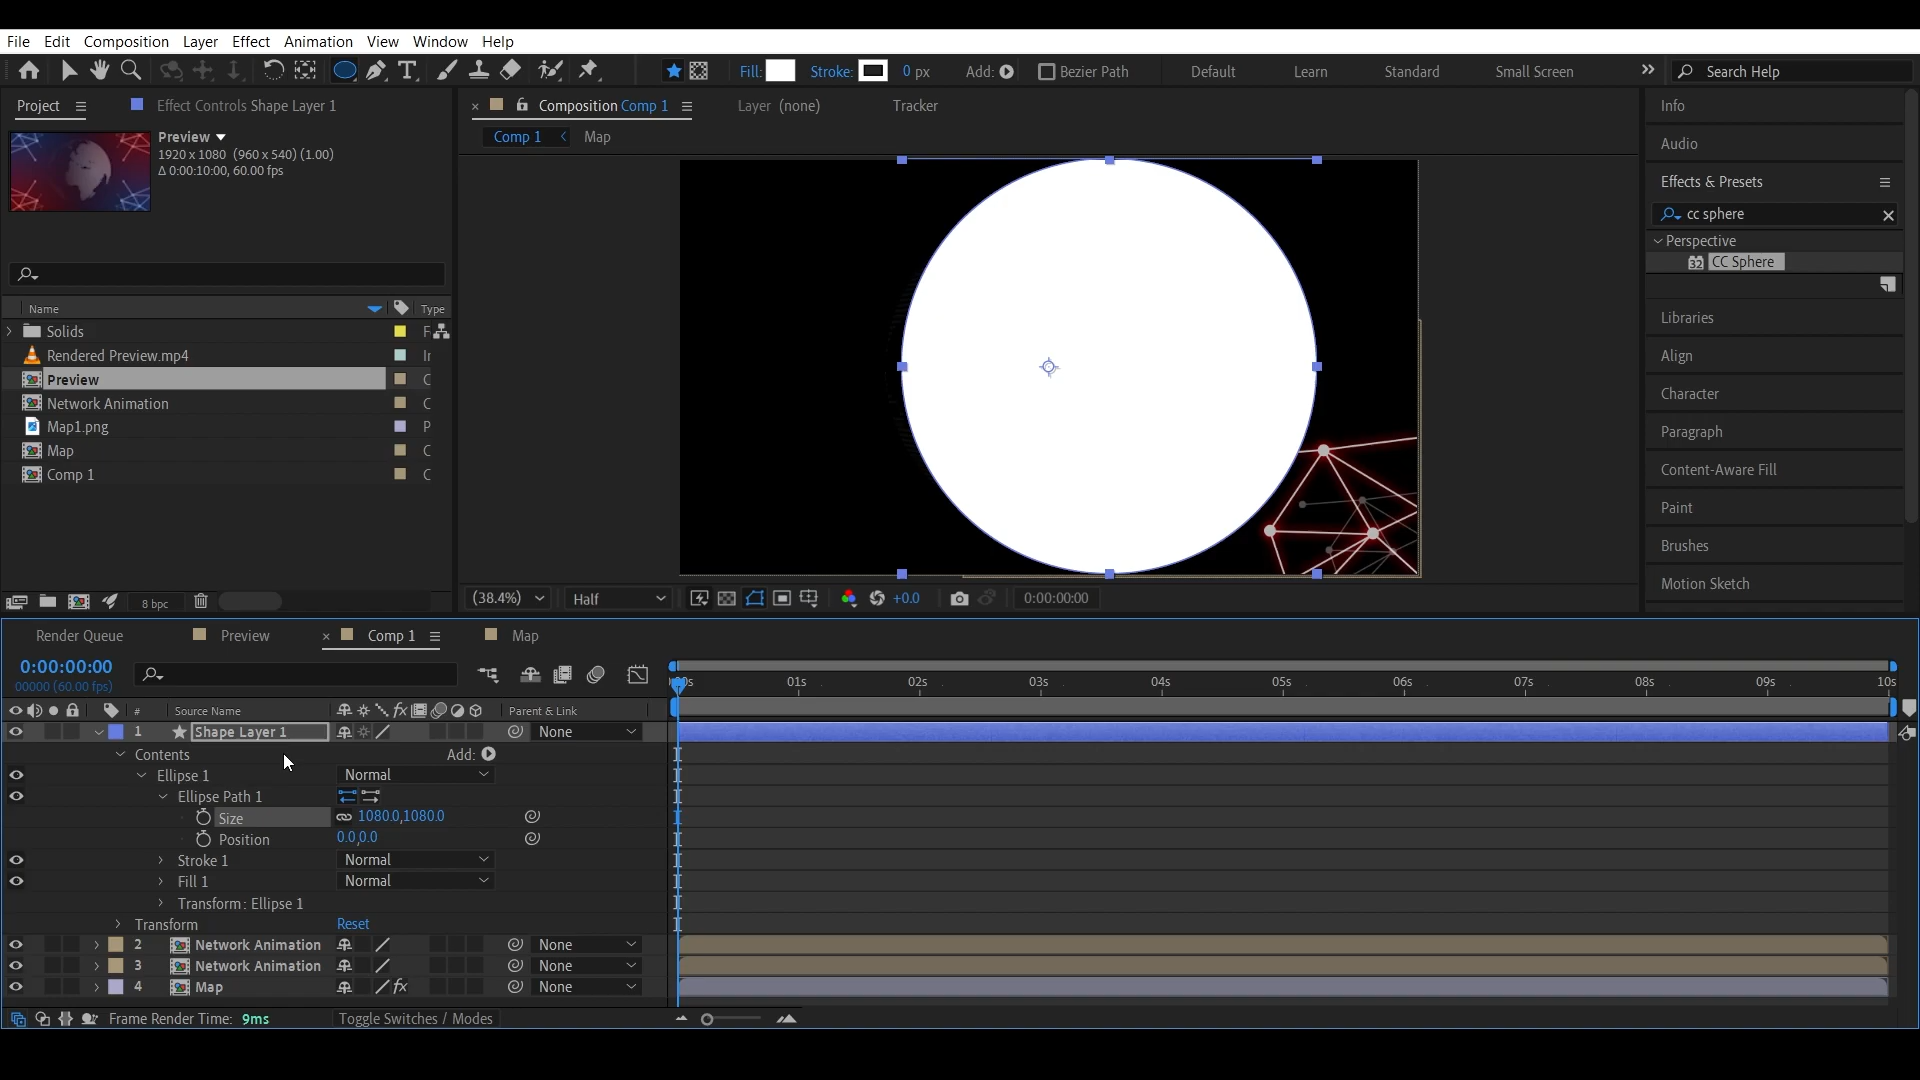 File Edit Composition Layer Effect Animation View Window Help
Fill: Stroke: 0 px Add: Bezier Path Default Learn Standard Small Screen Search Help
Project Effect Controls Shape Layer 1
Preview
1920 x 1080 (960 x 540) (1.00)
Δ 0:00:10:00, 60.00 fps
Name Type
Solids F
Rendered Preview.mp4
Preview C
Network Animation C
Map1.png P
Map C
Comp 1 C
8 bpc
Composition Comp 1 Layer (none) Tracker
Comp 1 Map
(38.4%) Half +0.0 0:00:00:00
Info
Audio
Effects & Presets
cc sphere
Perspective
32 CC Sphere
Libraries
Align
Character
Paragraph
Content-Aware Fill
Paint
Brushes
Motion Sketch
Render Queue Preview Comp 1 Map
0:00:00:00
00000 (60.00 fps)
01s 02s 03s 04s 05s 06s 07s 08s 09s 10s
# Source Name fx Parent & Link
1 Shape Layer 1 None
Contents Add:
Ellipse 1 Normal
Ellipse Path 1
Size 1080.0,1080.0
Position 0.0,0.0
Stroke 1 Normal
Fill 1 Normal
Transform: Ellipse 1
Transform Reset
2 Network Animation None
3 Network Animation None
4 Map fx None
Frame Render Time: 9ms Toggle Switches / Modes